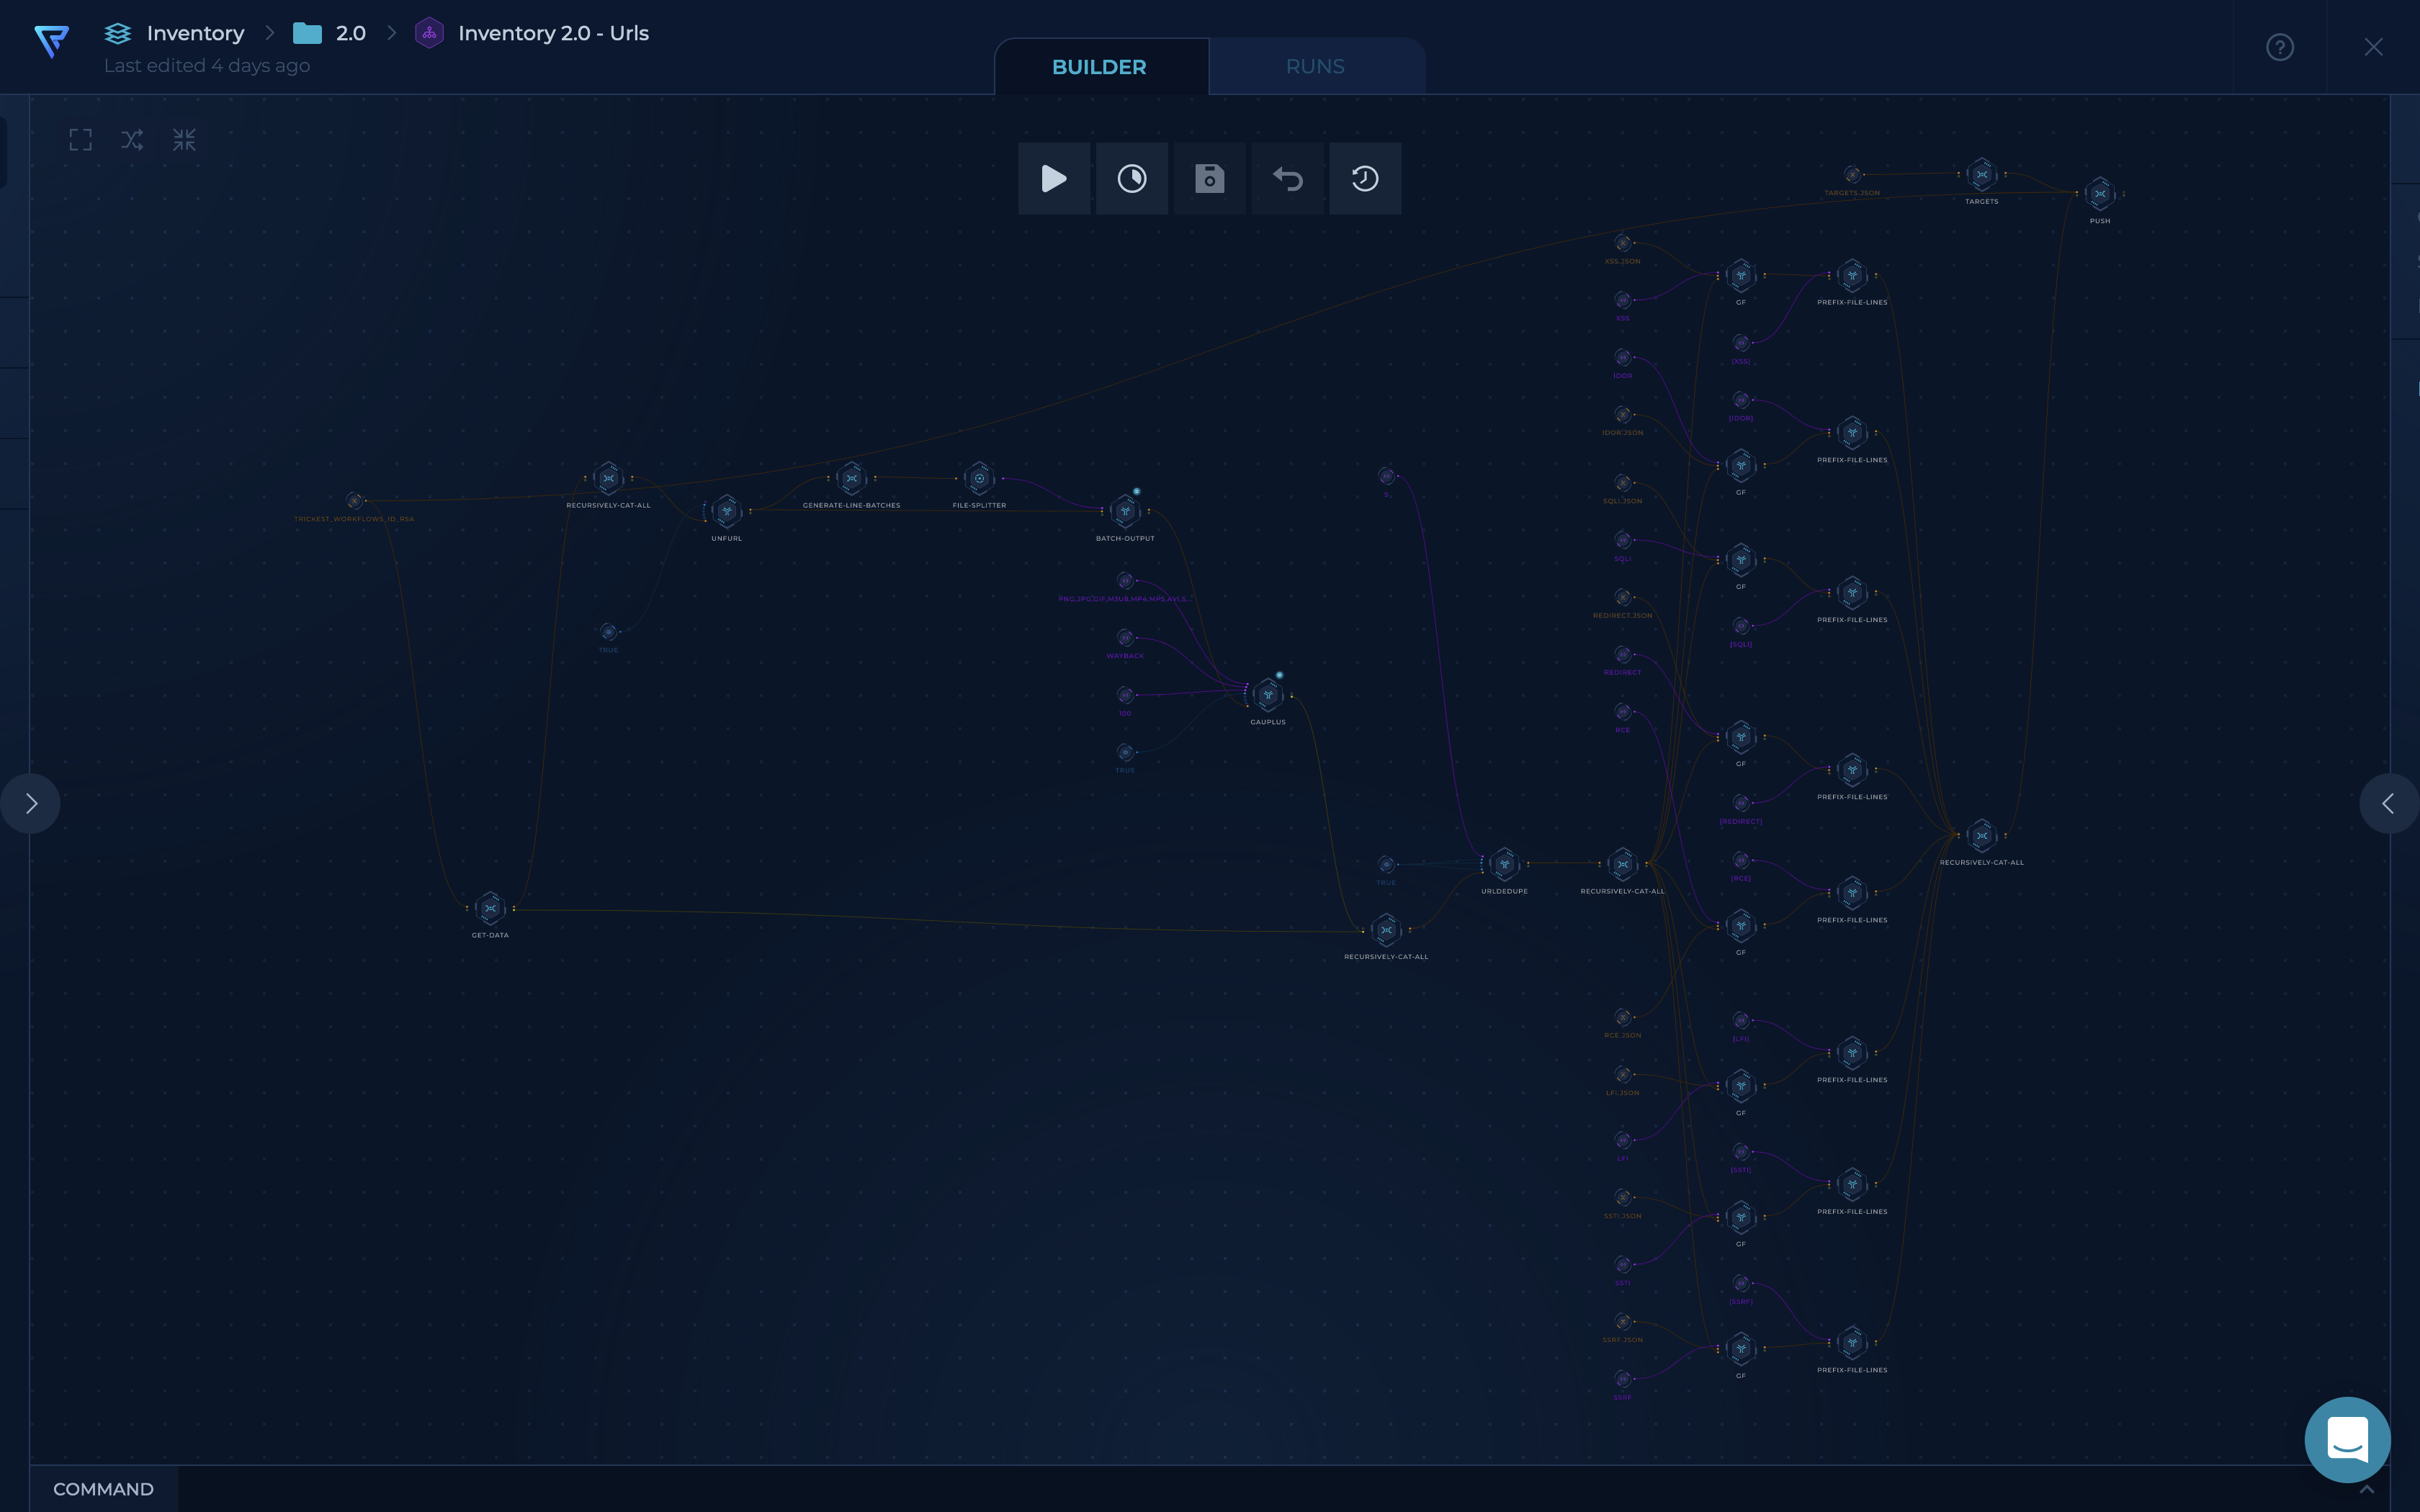 Inventory
2.0
Inventory 2.0 - Urls
Last edited 4 days ago
BUILDER
RUNS
TARGETS.JSON
TARGETS
PUSH
XSS.JSON
GF
PREFIX-FILE-LINES
XSS
[XSS]
IDOR
[IDOR]
IDOR.JSON
PREFIX-FILE-LINES
GF
RECURSIVELY-CAT-ALL
GENERATE-LINE-BATCHES
FILE-SPLITTER
SQLI.JSON
TRICKEST_WORKFLOWS_ID_RSA
UNFURL
BATCH-OUTPUT
SQLI
GF
PNG,JPG,GIF,M3U8,MP4,MP3,AVI,S...
REDIRECT.JSON
PREFIX-FILE-LINES
TRUE
[SQLI]
WAYBACK
REDIRECT
100
GAUPLUS
RCE
TRUE
GF
PREFIX-FILE-LINES
[REDIRECT]
RECURSIVELY-CAT-ALL
TRUE
[RCE]
URLDEDUPE
RECURSIVELY-CAT-ALL
PREFIX-FILE-LINES
GET-DATA
GF
RECURSIVELY-CAT-ALL
RCE.JSON
[LFI]
PREFIX-FILE-LINES
LFI.JSON
GF
LFI
[SSTI]
PREFIX-FILE-LINES
SSTI.JSON
GF
SSTI
[SSRF]
SSRF.JSON
PREFIX-FILE-LINES
GF
SSRF
COMMAND